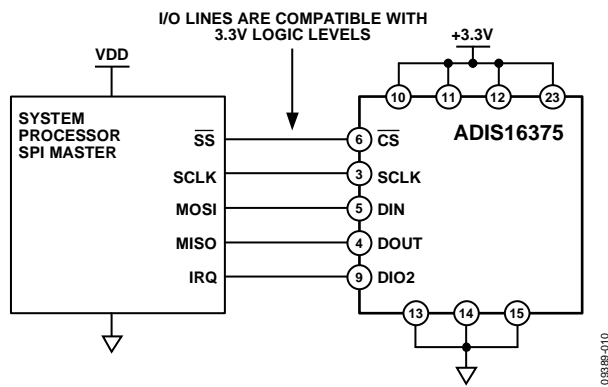 I/O LINES ARE COMPATIBLE WITH
3.3V LOGIC LEVELS
VDD
+3.3V
10
11
12
23
SYSTEM
PROCESSOR
SPI MASTER
ADIS16375
SS
6
CS
SCLK
3
SCLK
MOSI
5
DIN
MISO
4
DOUT
IRQ
9
DIO2
13
14
15
09389-010